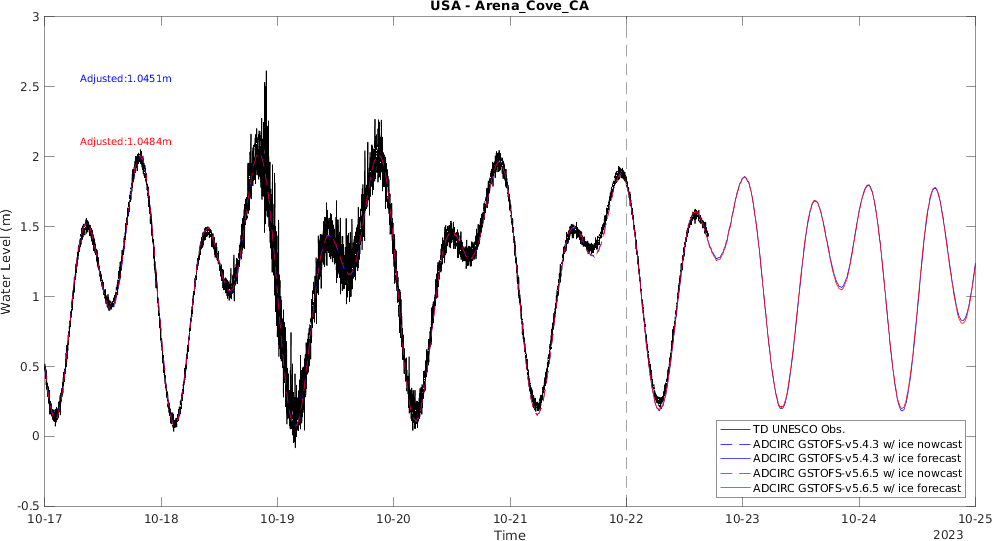 USA - Arena_Cove_CA
3
2.5
2
1.5
1
0.5
0
-0.5
Water Level (m)
Adjusted:1.0451m
Adjusted:1.0484m
TD UNESCO Obs.
ADCIRC GSTOFS-v5.4.3 w/ ice nowcast
ADCIRC GSTOFS-v5.4.3 w/ ice forecast
ADCIRC GSTOFS-v5.6.5 w/ ice nowcast
ADCIRC GSTOFS-v5.6.5 w/ ice forecast
10-17 10-18 10-19 10-20 10-21 10-22 10-23 10-24 10-25
Time
2023